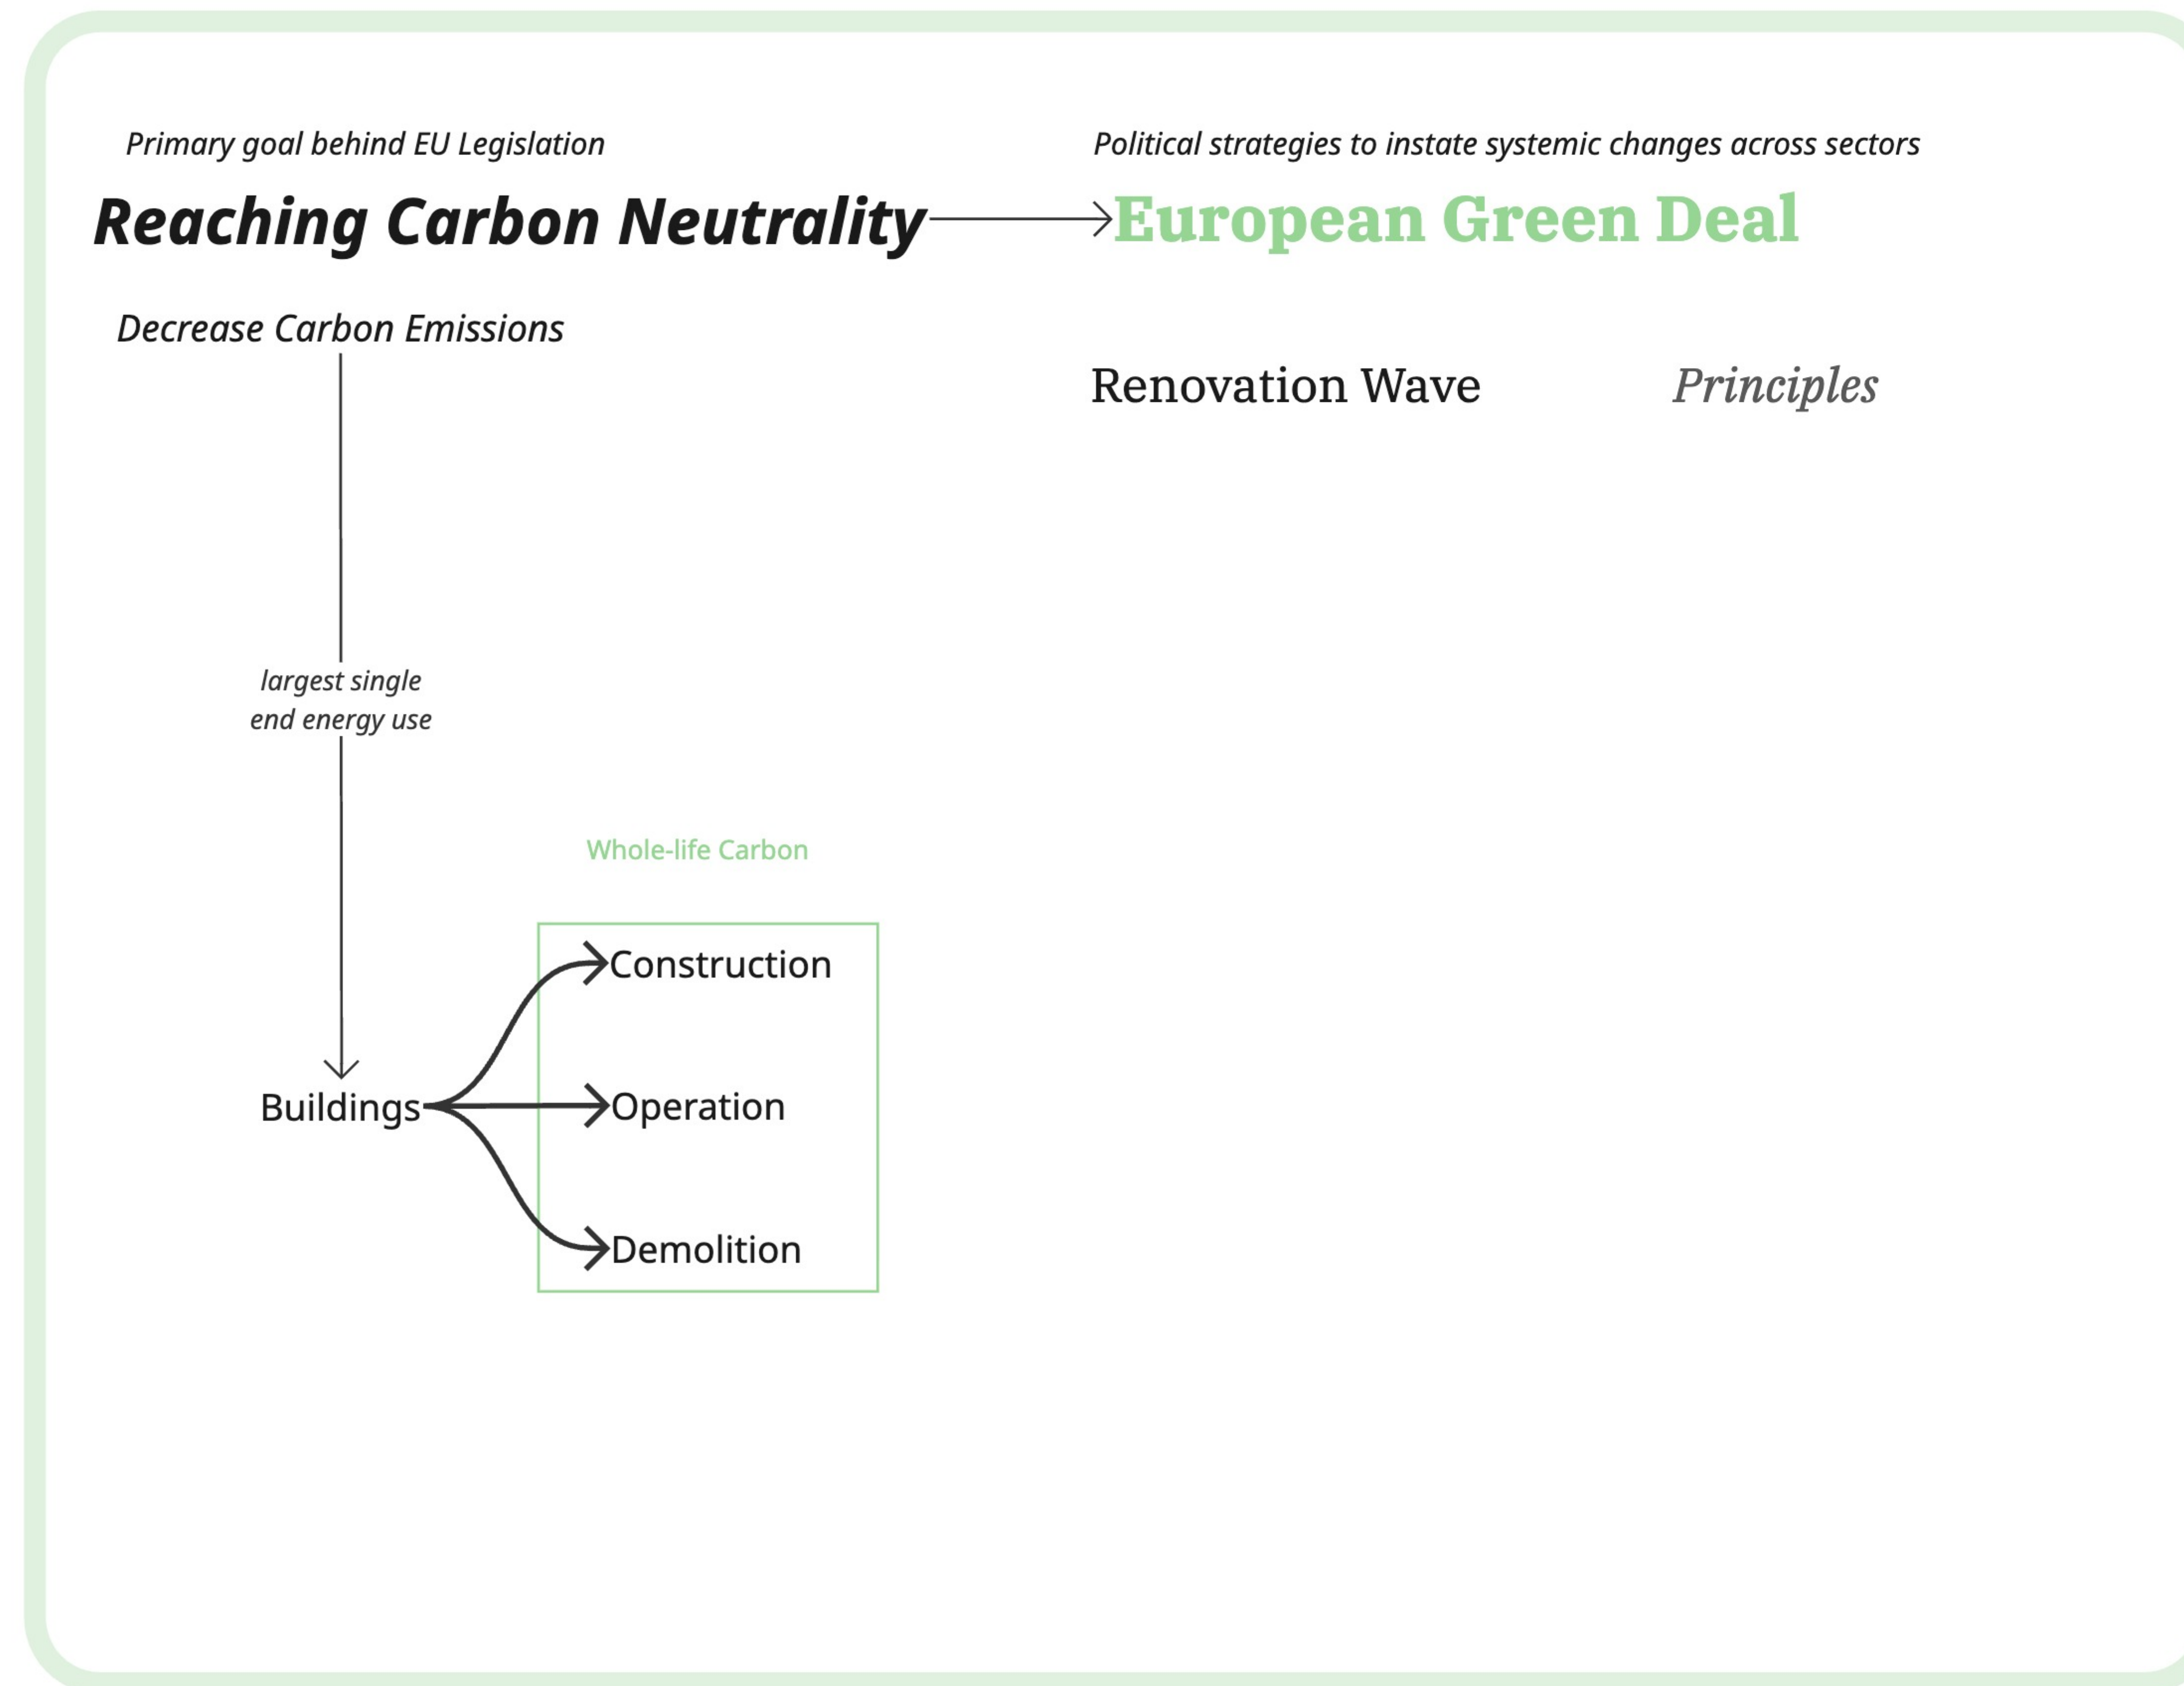 Primary goal behind EU Legislation
Reaching Carbon Neutrality
Political strategies to instate systemic changes across sectors
European Green Deal
Decrease Carbon Emissions
Renovation Wave
Principles
largest single
end energy use
Whole-life Carbon
Construction
Buildings
Operation
Demolition